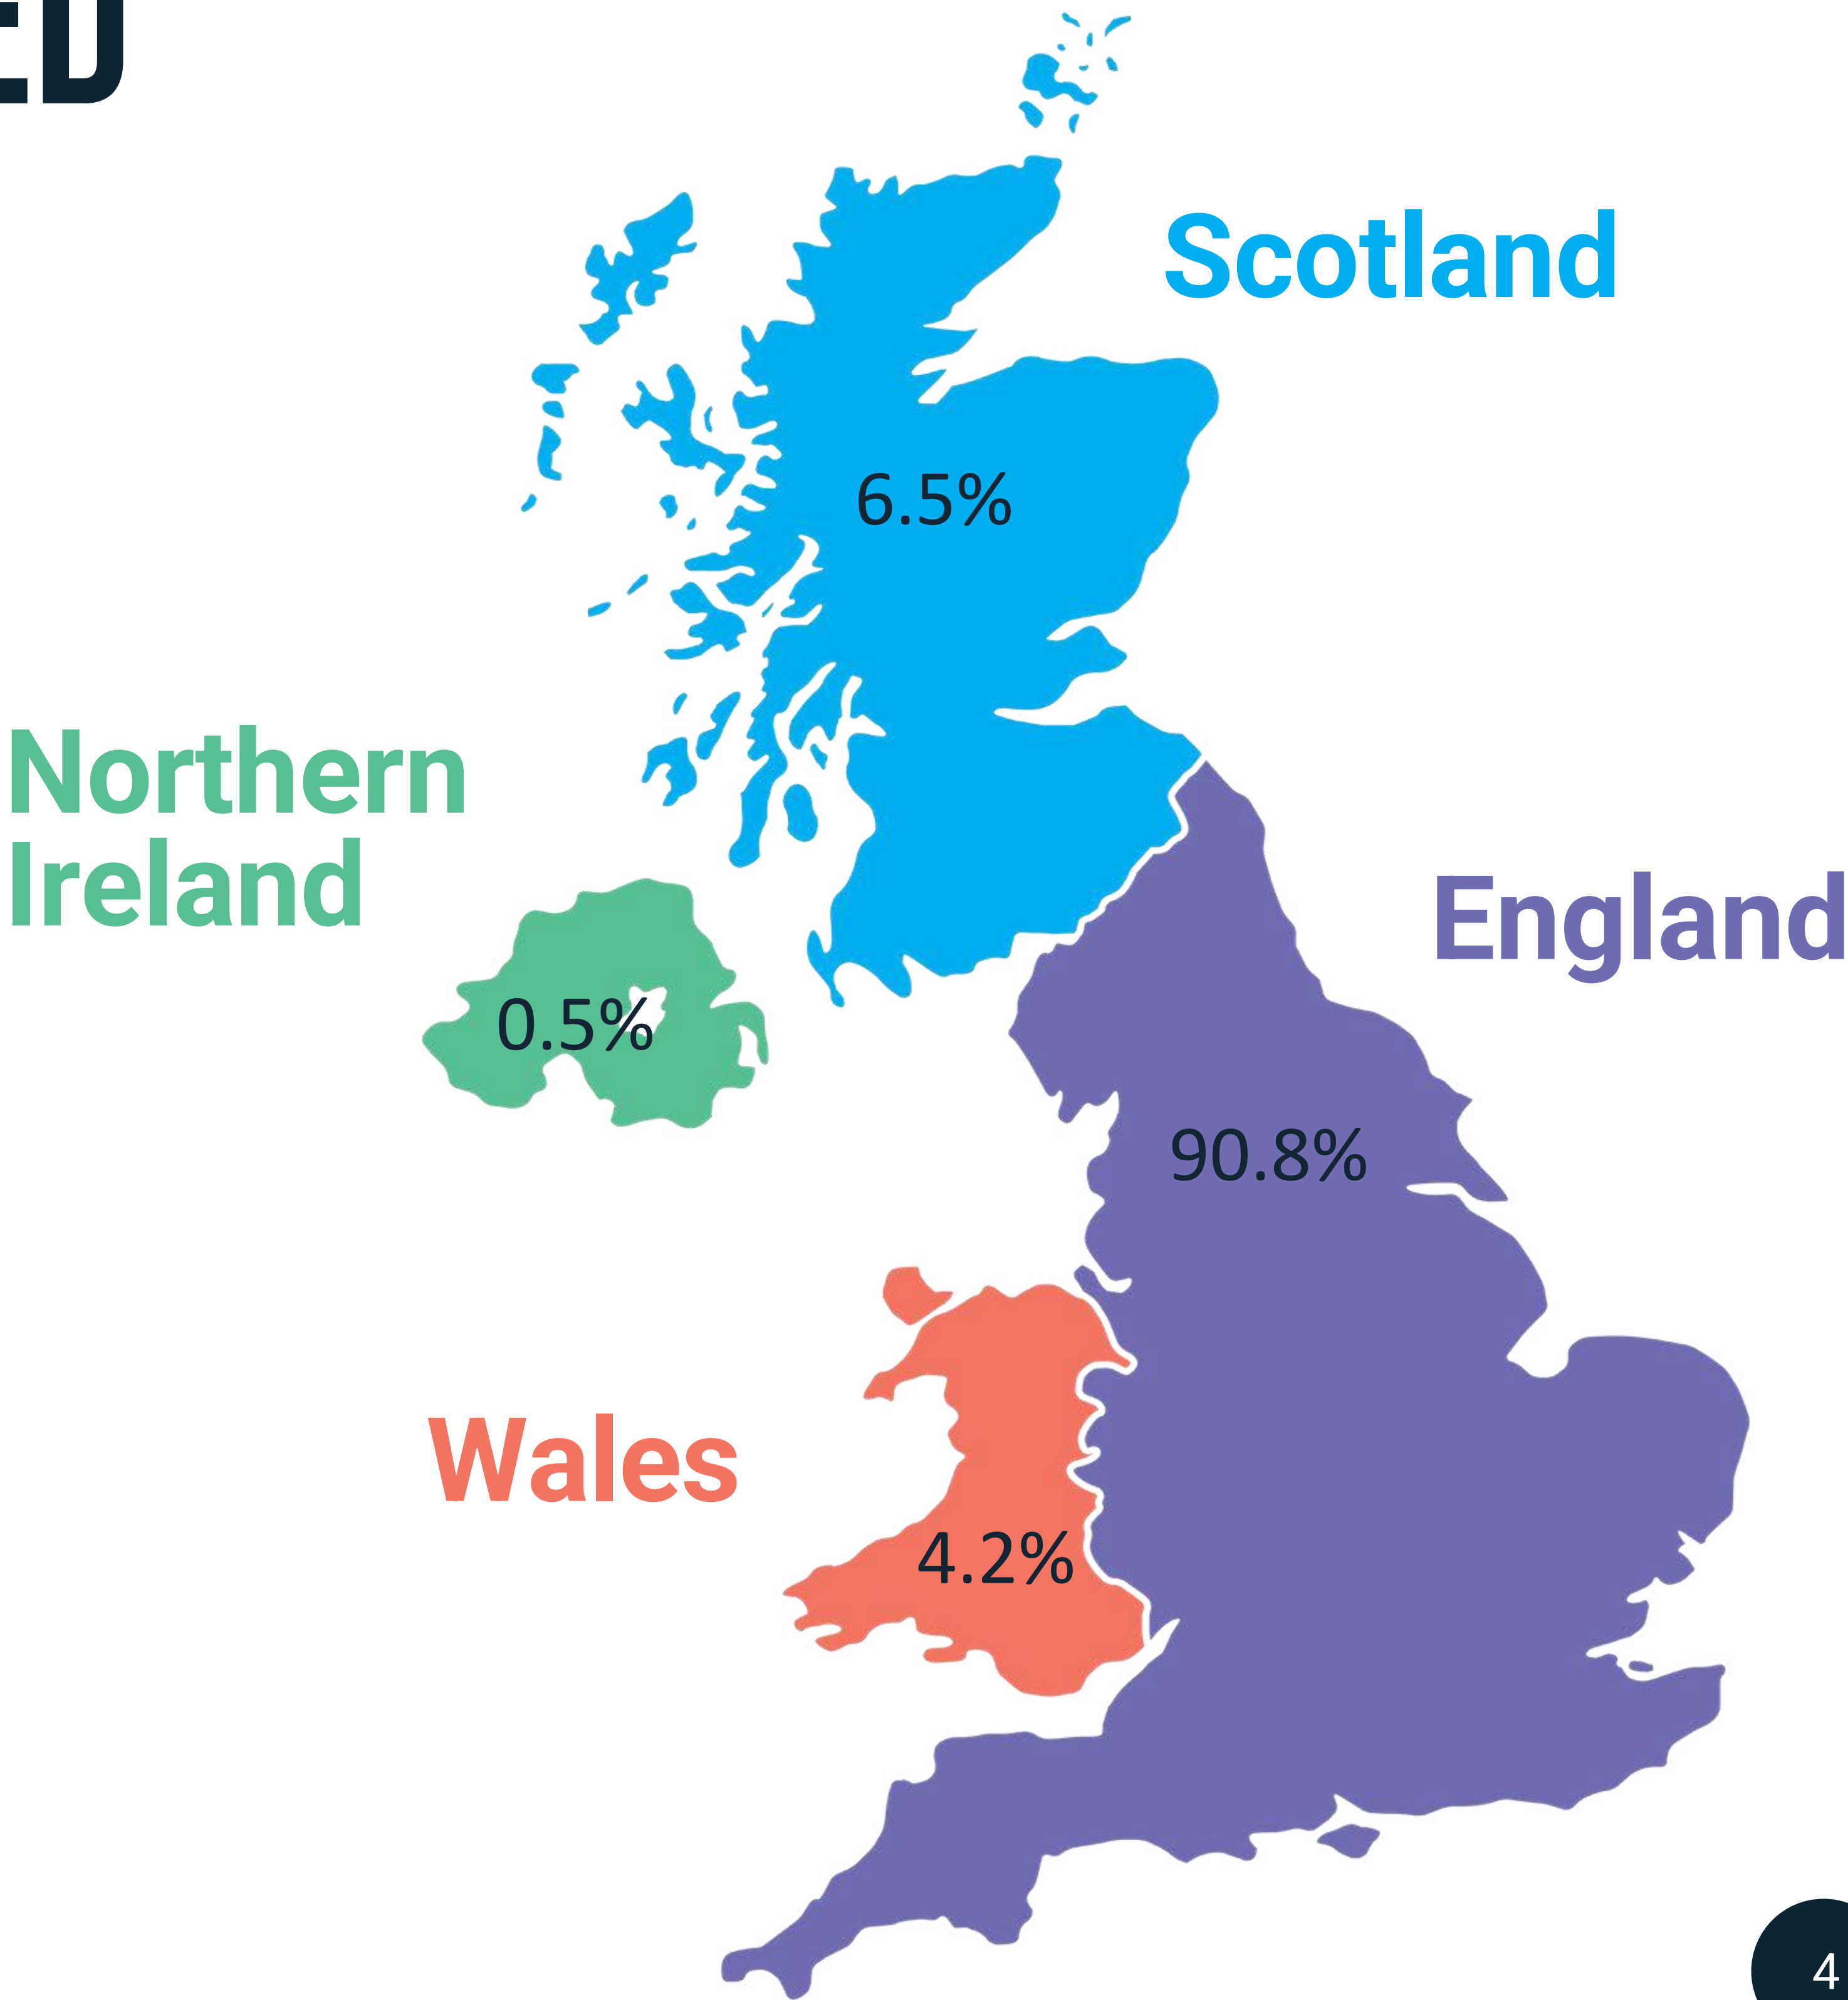 Scotland
6.5%
Northern
Ireland
England
0.5%
90.8%
Wales
4.2%
4